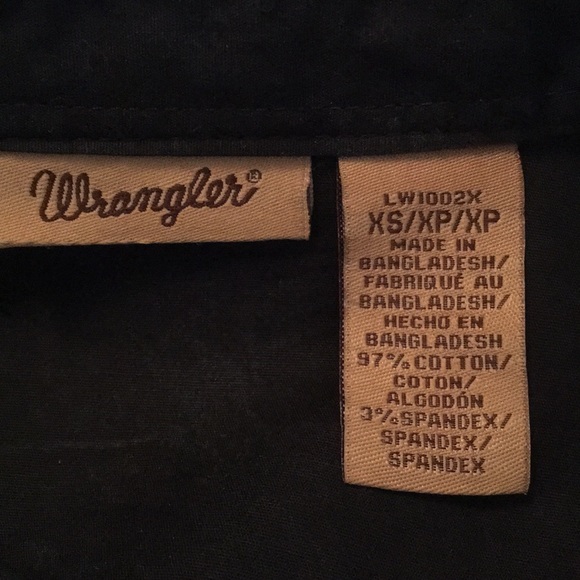 Wrangler®
LW1002X
XS/XP/XP
MADE IN
BANGLADESH/
FABRIQUÉ AU
BANGLADESH/
HECHO EN
BANGLADESH
97% COTTON/
COTON/
ALGODÓN
3% SPANDEX/
SPANDEX/
SPANDEX